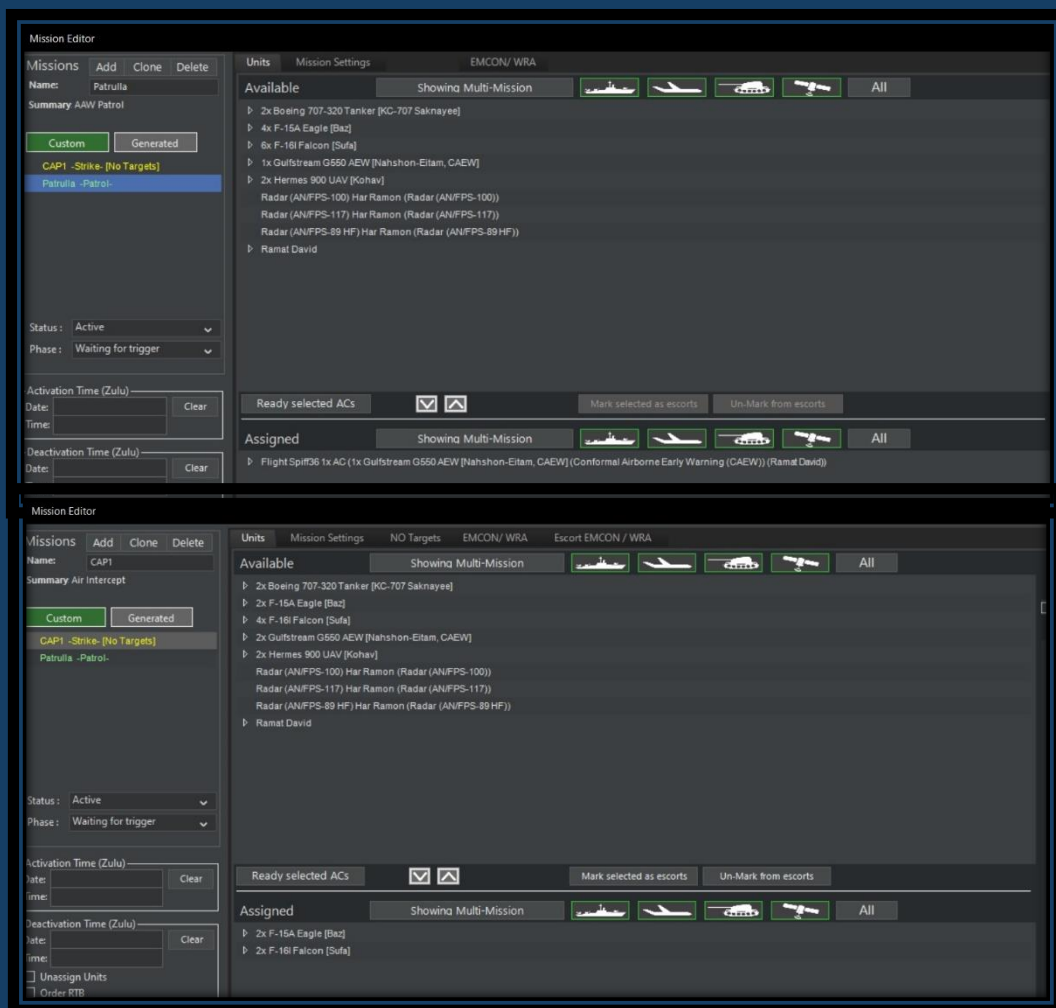 Mission Editor
Missions Add Clone Delete
Name: Patrulla
Summary AAW Patrol
Custom Generated
CAP1 -Strike- [No Targets]
Patrulla -Patrol-
Status : Active
Phase : Waiting for trigger
Activation Time (Zulu)
Date: Clear
Time:
Deactivation Time (Zulu)
Date: Clear
Units Mission Settings EMCON/ WRA
Available Showing Multi-Mission All
2x Boeing 707-320 Tanker [KC-707 Saknayee]
4x F-15A Eagle [Baz]
6x F-16I Falcon [Sufa]
1x Gulfstream G550 AEW [Nahshon-Eitam, CAEW]
2x Hermes 900 UAV [Kohav]
Radar (AN/FPS-100) Har Ramon (Radar (AN/FPS-100))
Radar (AN/FPS-117) Har Ramon (Radar (AN/FPS-117))
Radar (AN/FPS-89 HF) Har Ramon (Radar (AN/FPS-89 HF))
Ramat David
Ready selected ACs Mark selected as escorts Un-Mark from escorts
Assigned Showing Multi-Mission All
Flight Spiff36 1x AC (1x Gulfstream G550 AEW [Nahshon-Eitam, CAEW] (Conformal Airborne Early Warning (CAEW)) (Ramat David))
Mission Editor
Missions Add Clone Delete
Name: CAP1
Summary Air Intercept
Custom Generated
CAP1 -Strike- [No Targets]
Patrulla -Patrol-
Status : Active
Phase : Waiting for trigger
Activation Time (Zulu)
Date: Clear
Time:
Deactivation Time (Zulu)
Date: Clear
Time:
Unassign Units
Order RTB
Units Mission Settings NO Targets EMCON/ WRA Escort EMCON / WRA
Available Showing Multi-Mission All
2x Boeing 707-320 Tanker [KC-707 Saknayee]
2x F-15A Eagle [Baz]
4x F-16I Falcon [Sufa]
2x Gulfstream G550 AEW [Nahshon-Eitam, CAEW]
2x Hermes 900 UAV [Kohav]
Radar (AN/FPS-100) Har Ramon (Radar (AN/FPS-100))
Radar (AN/FPS-117) Har Ramon (Radar (AN/FPS-117))
Radar (AN/FPS-89 HF) Har Ramon (Radar (AN/FPS-89 HF))
Ramat David
Ready selected ACs Mark selected as escorts Un-Mark from escorts
Assigned Showing Multi-Mission All
2x F-15A Eagle [Baz]
2x F-16I Falcon [Sufa]